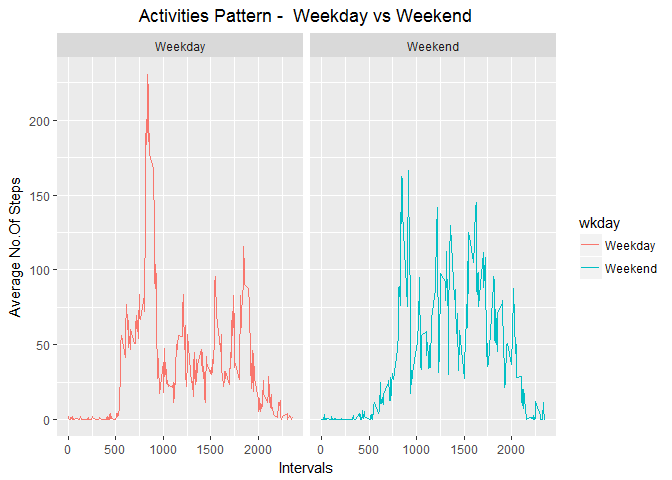 Activities Pattern -  Weekday vs Weekend
Weekday
Weekend
Average No.Of Steps
200
150
100
50
0
0
500
1000
1500
2000
0
500
1000
1500
2000
Intervals
wkday
Weekday
Weekend